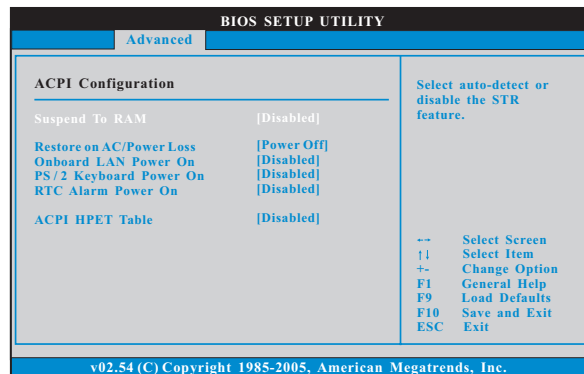 BIOS SETUP UTILITY
Advanced
ACPI Configuration
Suspend To RAM [Disabled]
Restore on AC/Power Loss [Power Off]
Onboard LAN Power On [Disabled]
PS/2 Keyboard Power On [Disabled]
RTC Alarm Power On [Disabled]
ACPI HPET Table [Disabled]
Select auto-detect or
disable the STR
feature.
←→ Select Screen
↑↓ Select Item
+- Change Option
F1 General Help
F9 Load Defaults
F10 Save and Exit
ESC Exit
v02.54 (C) Copyright 1985-2005, American Megatrends, Inc.